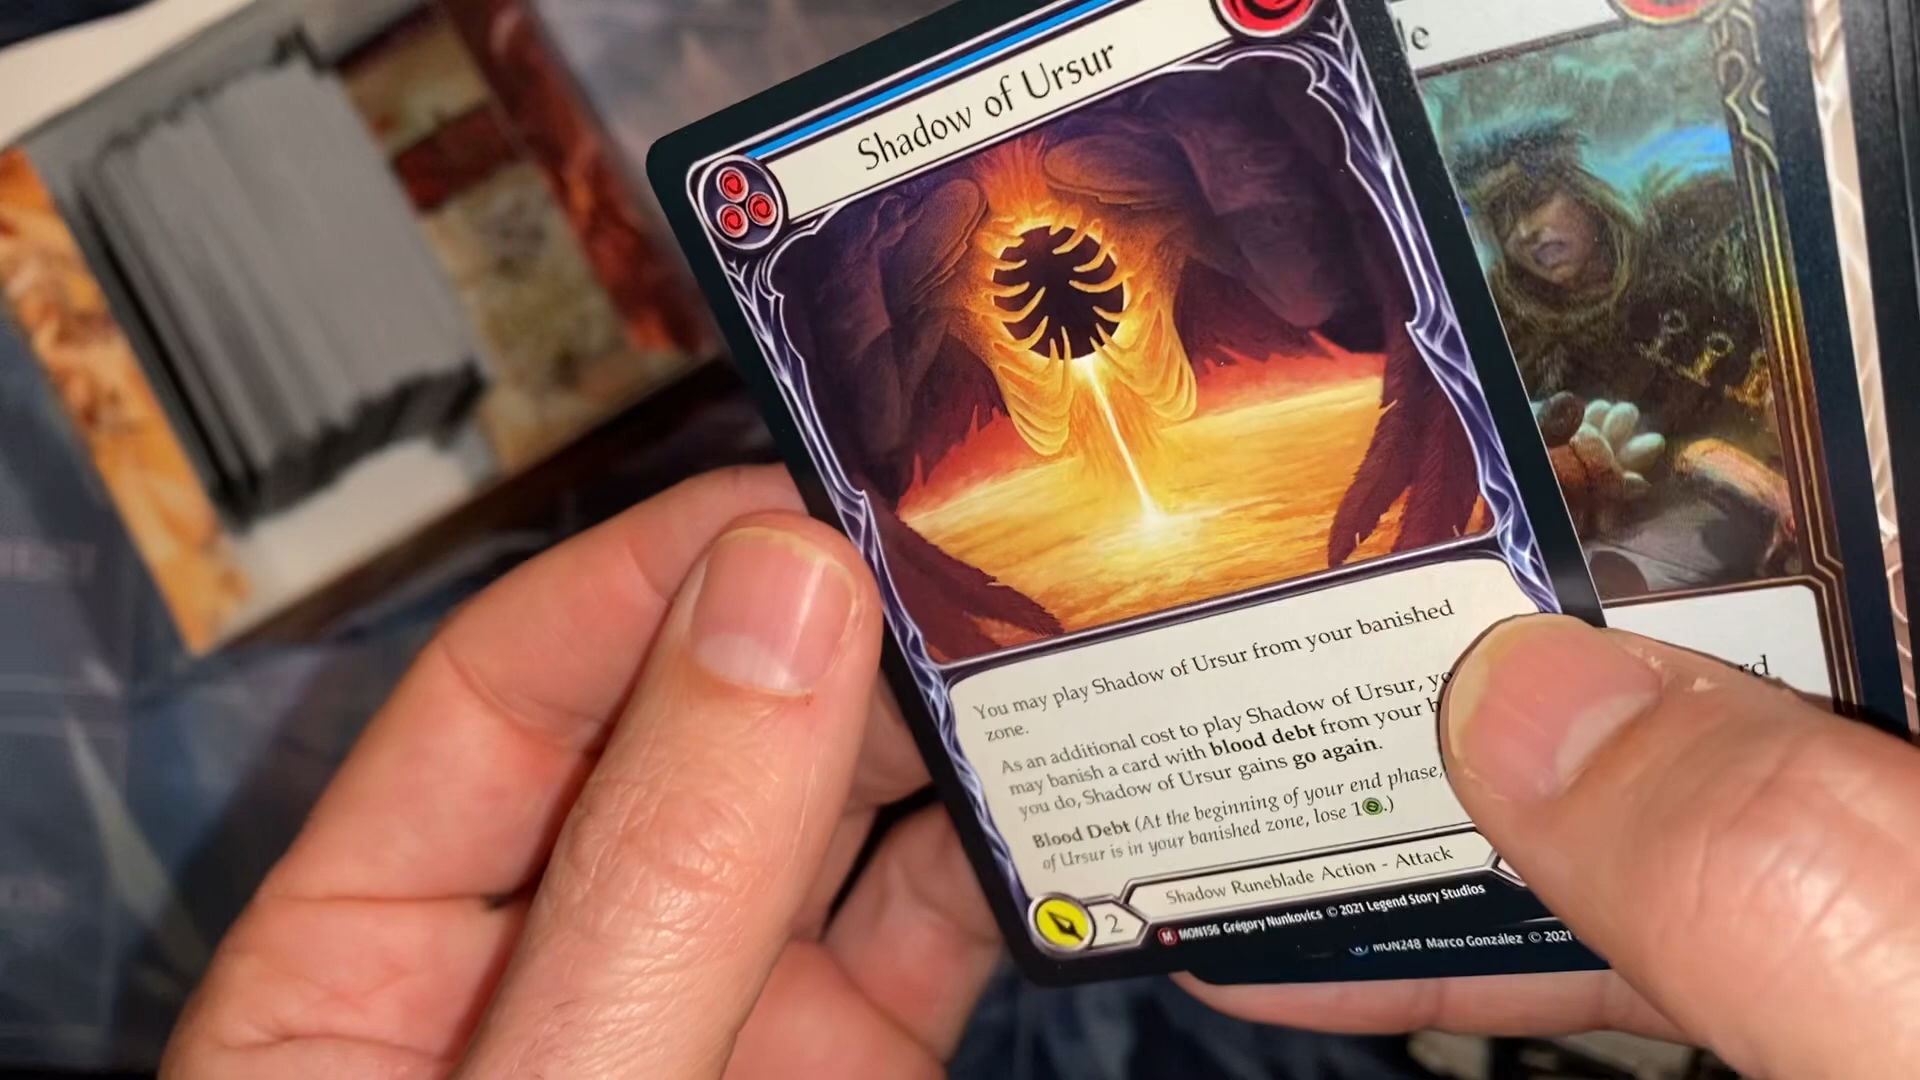 Shadow of Ursur
e
You may play Shadow of Ursur from your banished
zone.
As an additional cost to play Shadow of Ursur, yo
may banish a card with blood debt from your h
you do, Shadow of Ursur gains go again.
Blood Debt (At the beginning of your end phase,
of Ursur is in your banished zone, lose 1 .)
Shadow Runeblade Action - Attack
2
M MON156 Grégory Nunkovics © 2021 Legend Story Studios
rd
R MON248 Marco González © 2021